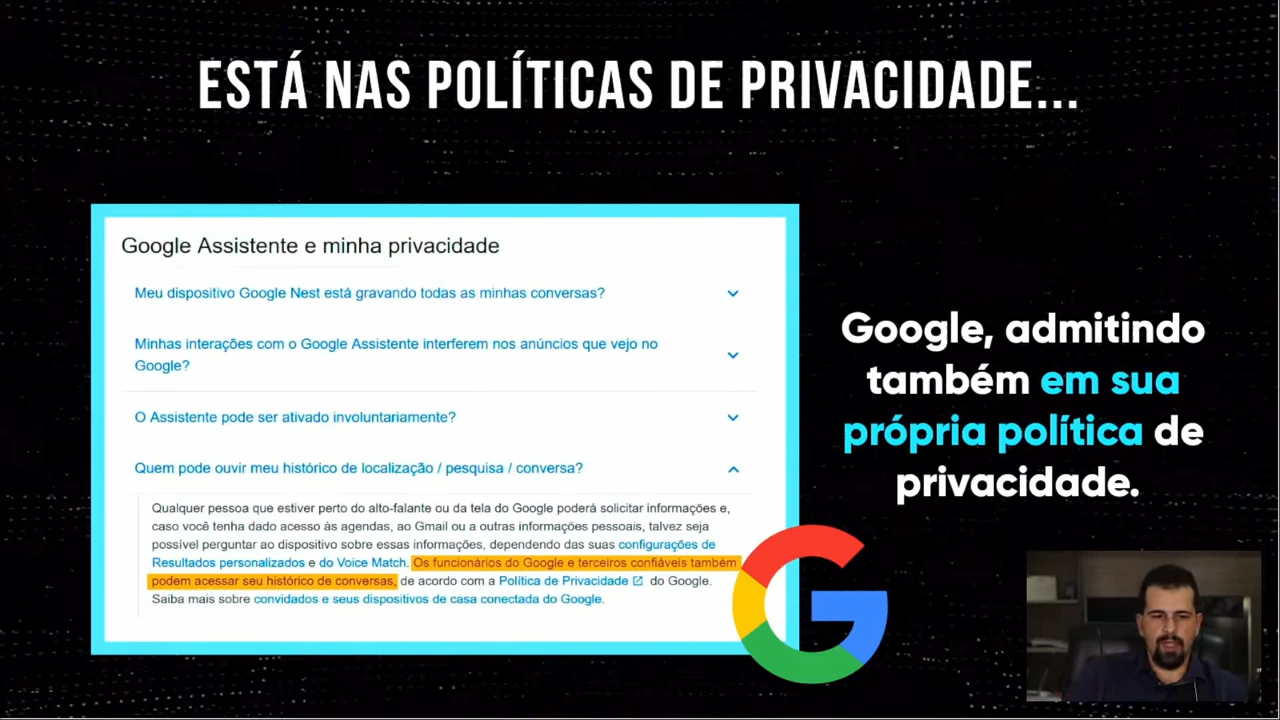 ESTÁ NAS POLÍTICAS DE PRIVACIDADE...
Google Assistente e minha privacidade
Meu dispositivo Google Nest está gravando todas as minhas conversas?
Minhas interações com o Google Assistente interferem nos anúncios que vejo no
Google?
O Assistente pode ser ativado involuntariamente?
Quem pode ouvir meu histórico de localização / pesquisa / conversa?
Qualquer pessoa que estiver perto do alto-falante ou da tela do Google poderá solicitar informações e,
caso você tenha dado acesso às agendas, ao Gmail ou a outras informações pessoais, talvez seja
possível perguntar ao dispositivo sobre essas informações, dependendo das suas configurações de
Resultados personalizados e do Voice Match. Os funcionários do Google e terceiros confiáveis também
podem acessar seu histórico de conversas, de acordo com a Política de Privacidade do Google.
Saiba mais sobre convidados e seus dispositivos de casa conectada do Google.
Google, admitindo
também em sua
própria política de
privacidade.